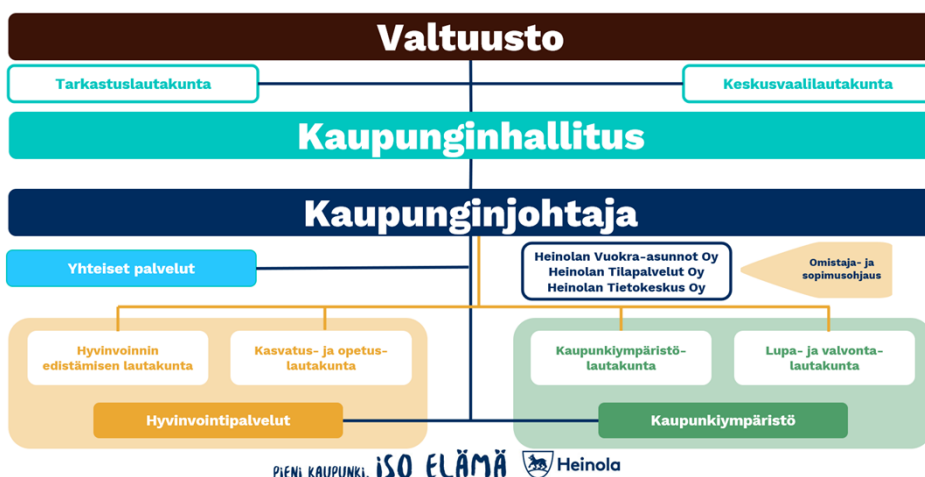 Valtuusto
Tarkastuslautakunta
Keskusvaalilautakunta
Kaupunginhallitus
Kaupunginjohtaja
Yhteiset palvelut
Heinolan Vuokra-asunnot Oy
Heinolan Tilapalvelut Oy
Heinolan Tietokeskus Oy
Omistaja- ja
sopimusohjaus
Hyvinvoinnin
edistämisen lautakunta
Kasvatus- ja opetus-
lautakunta
Kaupunkiympäristö-
lautakunta
Lupa- ja valvonta-
lautakunta
Hyvinvointipalvelut
Kaupunkiympäristö
PIENI KAUPUNKI. ISO ELÄMÄ
Heinola